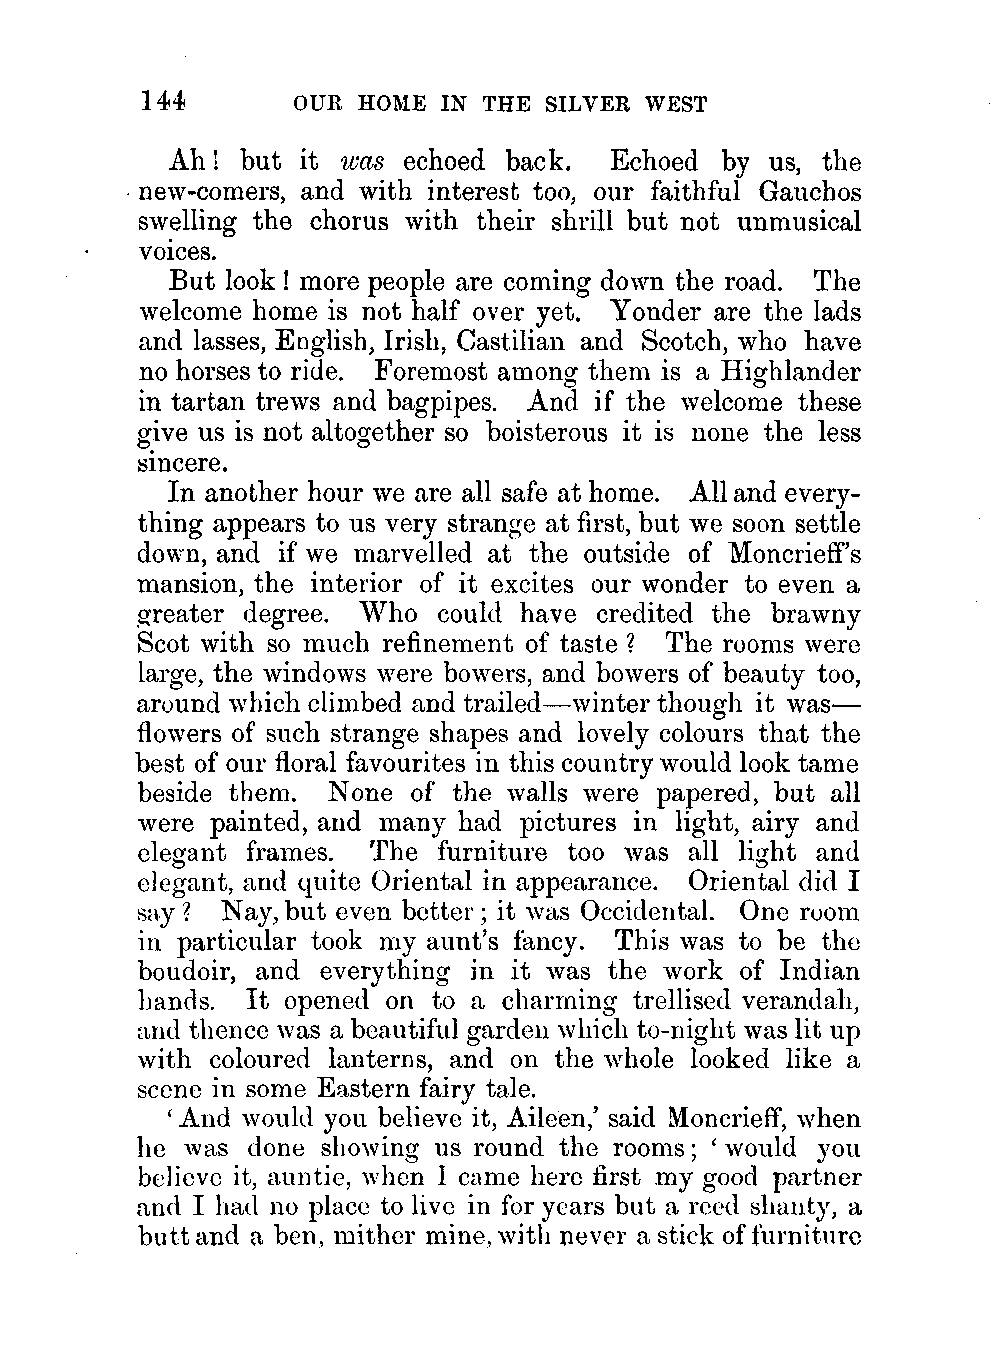 144 OUR HOME IN THE SILVER WEST
Ah! but it was echoed back. Echoed by us, the
new-comers, and with interest too, our faithful Gauchos
swelling the chorus with their shrill but not unmusical
voices.
But look! more people are coming down the road. The
welcome home is not half over yet. Yonder are the lads
and lasses, English, Irish, Castilian and Scotch, who have
no horses to ride. Foremost among them is a Highlander
in tartan trews and bagpipes. And if the welcome these
give us is not altogether so boisterous it is none the less
sincere.
In another hour we are all safe at home. All and every-
thing appears to us very strange at first, but we soon settle
down, and if we marvelled at the outside of Moncrieff's
mansion, the interior of it excites our wonder to even a
greater degree. Who could have credited the brawny
Scot with so much refinement of taste? The rooms were
large, the windows were bowers, and bowers of beauty too,
around which climbed and trailed—winter though it was—
flowers of such strange shapes and lovely colours that the
best of our floral favourites in this country would look tame
beside them. None of the walls were papered, but all
were painted, and many had pictures in light, airy and
elegant frames. The furniture too was all light and
elegant, and quite Oriental in appearance. Oriental did I
say? Nay, but even better; it was Occidental. One room
in particular took my aunt's fancy. This was to be the
boudoir, and everything in it was the work of Indian
hands. It opened on to a charming trellised verandah,
and thence was a beautiful garden which to-night was lit up
with coloured lanterns, and on the whole looked like a
scene in some Eastern fairy tale.
'And would you believe it, Aileen,' said Moncrieff, when
he was done showing us round the rooms; 'would you
believe it, auntie, when I came here first my good partner
and I had no place to live in for years but a reed shanty, a
butt and a ben, mither mine, with never a stick of furniture